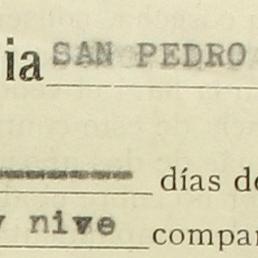 ia SAN PEDRO
días de
y nive
compar